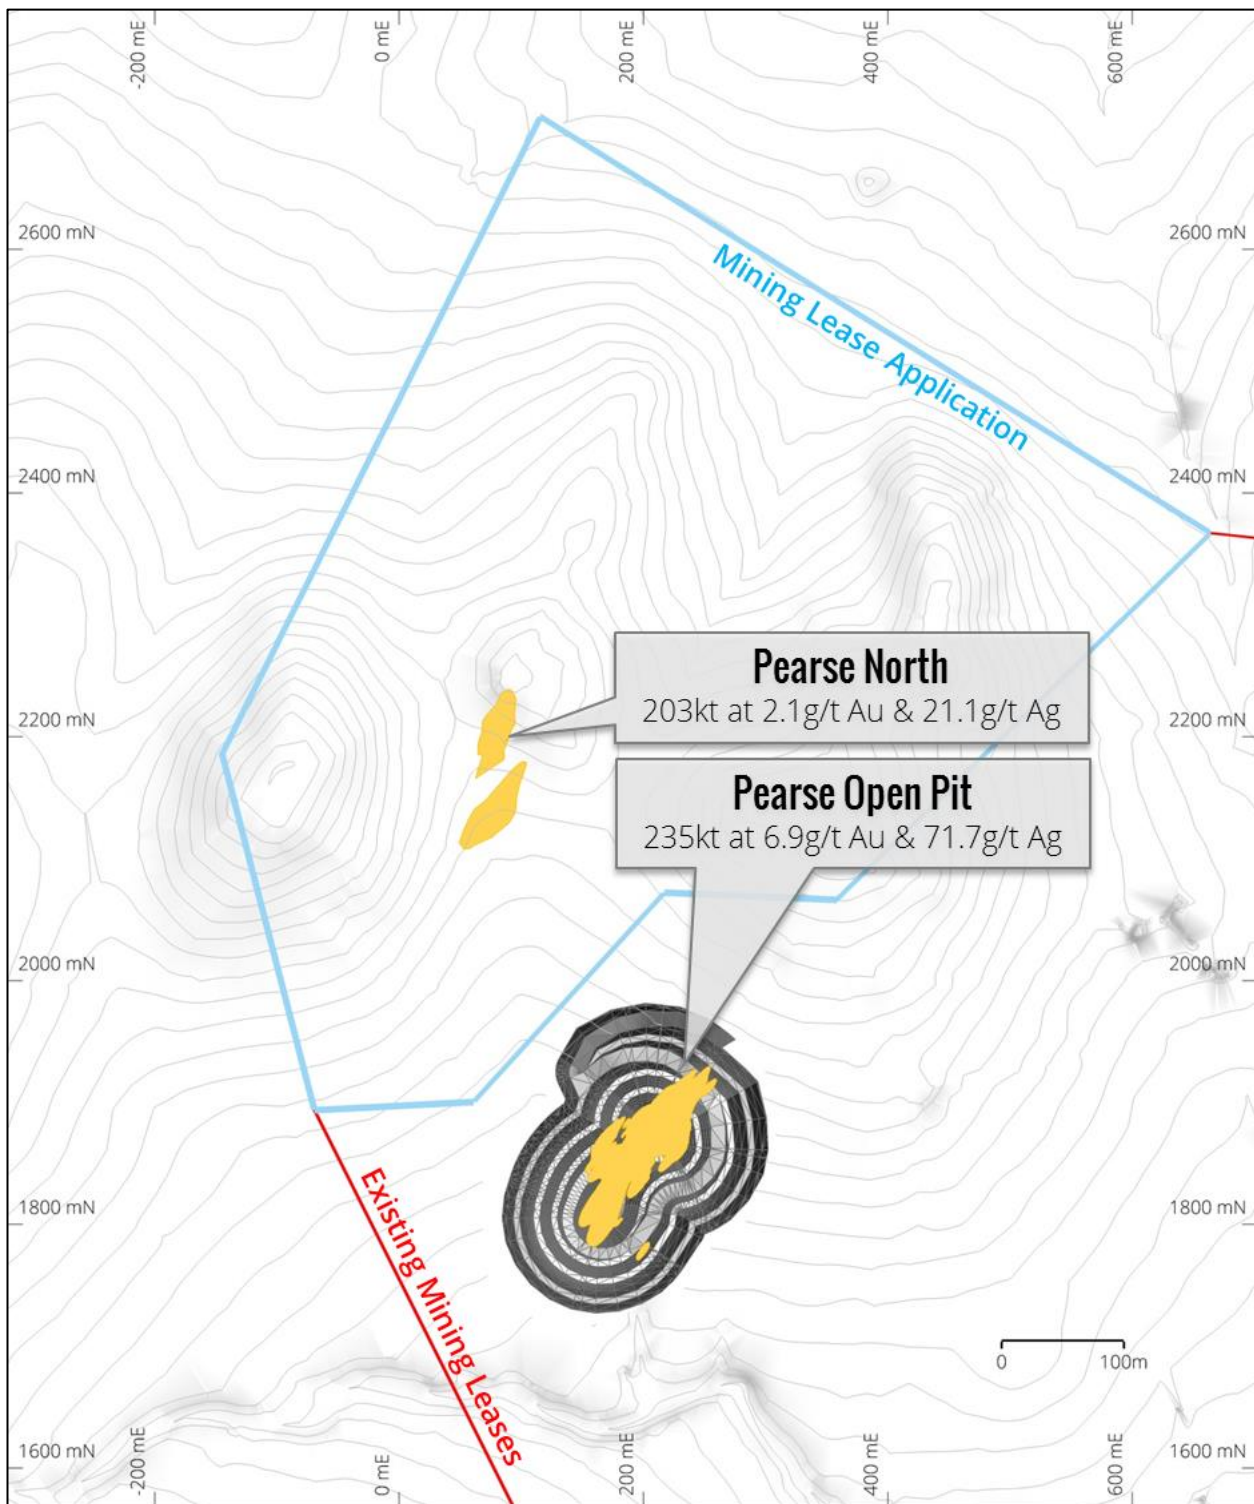 -200 mE
0 mE
200 mE
400 mE
600 mE
2600 mN
2600 mN
Mining Lease Application
2400 mN
2400 mN
Pearse North
203kt at 2.1g/t Au & 21.1g/t Ag
2200 mN
2200 mN
Pearse Open Pit
235kt at 6.9g/t Au & 71.7g/t Ag
2000 mN
2000 mN
1800 mN
1800 mN
Existing Mining Leases
0
100m
1600 mN
1600 mN
-200 mE
0 mE
200 mE
400 mE
600 mE